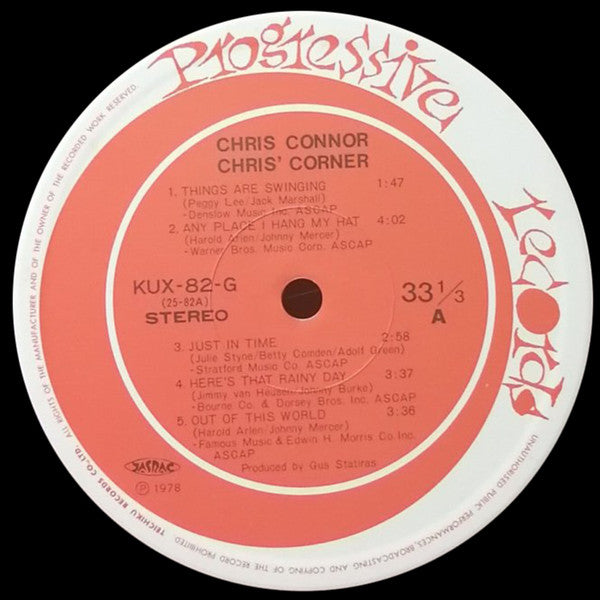 Progressive
records
CHRIS CONNOR
CHRIS' CORNER
1. THINGS ARE SWINGING 1:47
(Peggy Lee/Jack Marshall)
-Denslow Music Inc. ASCAP
2. ANY PLACE I HANG MY HAT 4:02
(Harold Arlen/Johnny Mercer)
-Warner Bros. Music Corp. ASCAP
KUX-82-G 33 1/3
(25-82A)
STEREO A
3. JUST IN TIME 2:58
(Julie Styne/Betty Comden/Adolf Green)
-Stratford Music Co. ASCAP
4. HERE'S THAT RAINY DAY 3:37
(Jimmy van Heusen/Johnny Burke)
-Bourne Co. & Dorsey Bros. Inc. ASCAP
5. OUT OF THIS WORLD 3:36
(Harold Arlen/Johnny Mercer)
-Famous Music & Edwin H. Morris Co. Inc.
ASCAP
Produced by Gus Statiras
JASRAC
Ⓟ 1978
TEICHIKU RECORDS CO., LTD. ALL RIGHTS OF THE MANUFACTURER AND OF THE OWNER OF THE RECORDED WORK RESERVED.
UNAUTHORISED PUBLIC PERFORMANCES, BROADCASTING AND COPYING OF THE RECORD PROHIBITED.